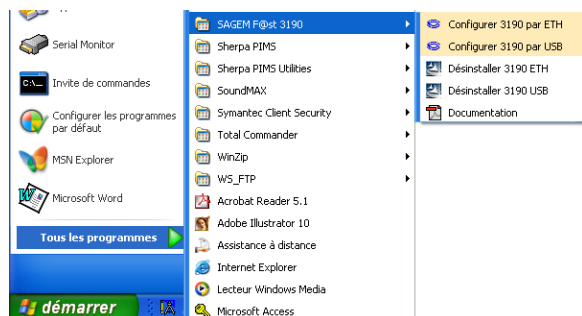 Serial Monitor
Invite de commandes
Configurer les programmes
par défaut
MSN Explorer
Microsoft Word
Tous les programmes
démarrer
SAGEM F@st 3190
Sherpa PIMS
Sherpa PIMS Utilities
SoundMAX
Symantec Client Security
Total Commander
WinZip
WS_FTP
Acrobat Reader 5.1
Adobe Illustrator 10
Assistance à distance
Internet Explorer
Lecteur Windows Media
Microsoft Access
Configurer 3190 par ETH
Configurer 3190 par USB
Désinstaller 3190 ETH
Désinstaller 3190 USB
Documentation